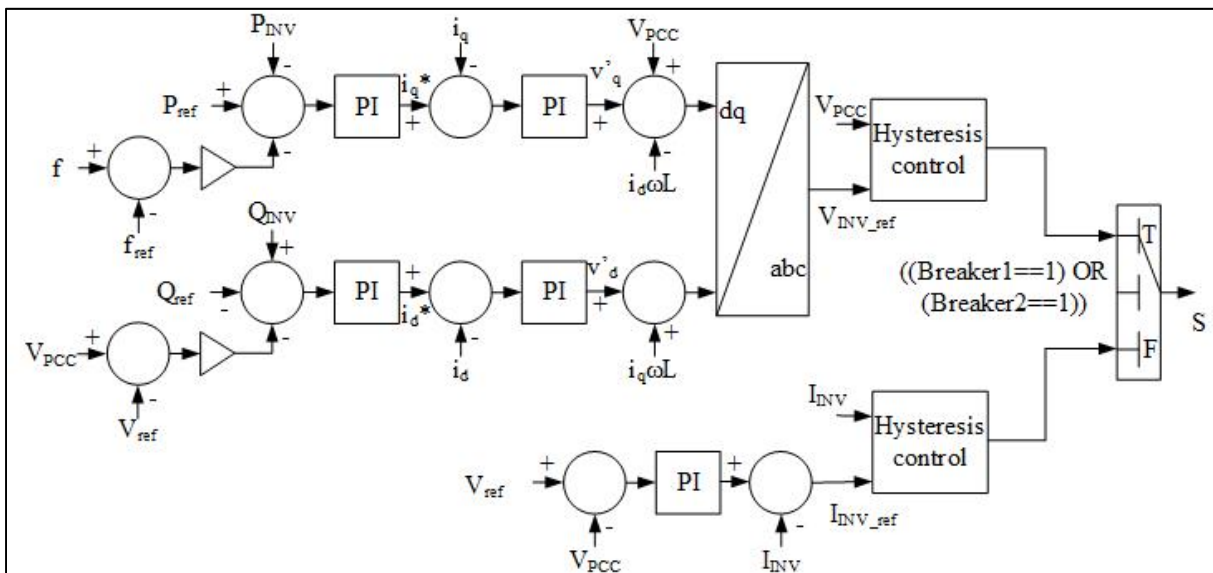 P_INV
i_q
V_PCC
+
-
-
v'_q
+
P_ref
+
PI
i_q*
+
PI
+
dq
V_PCC
Hysteresis
control
f
+
-
-
i_dωL
-
f_ref
Q_INV
V_INV_ref
+
T
Q_ref
-
PI
+
i_d*
PI
v'_d
+
abc
((Breaker1==1) OR
(Breaker2==1))
S
V_PCC
+
-
-
i_d
+
i_qωL
F
-
V_ref
I_INV
Hysteresis
control
V_ref
+
PI
+
-
V_PCC
-
I_INV
I_INV_ref